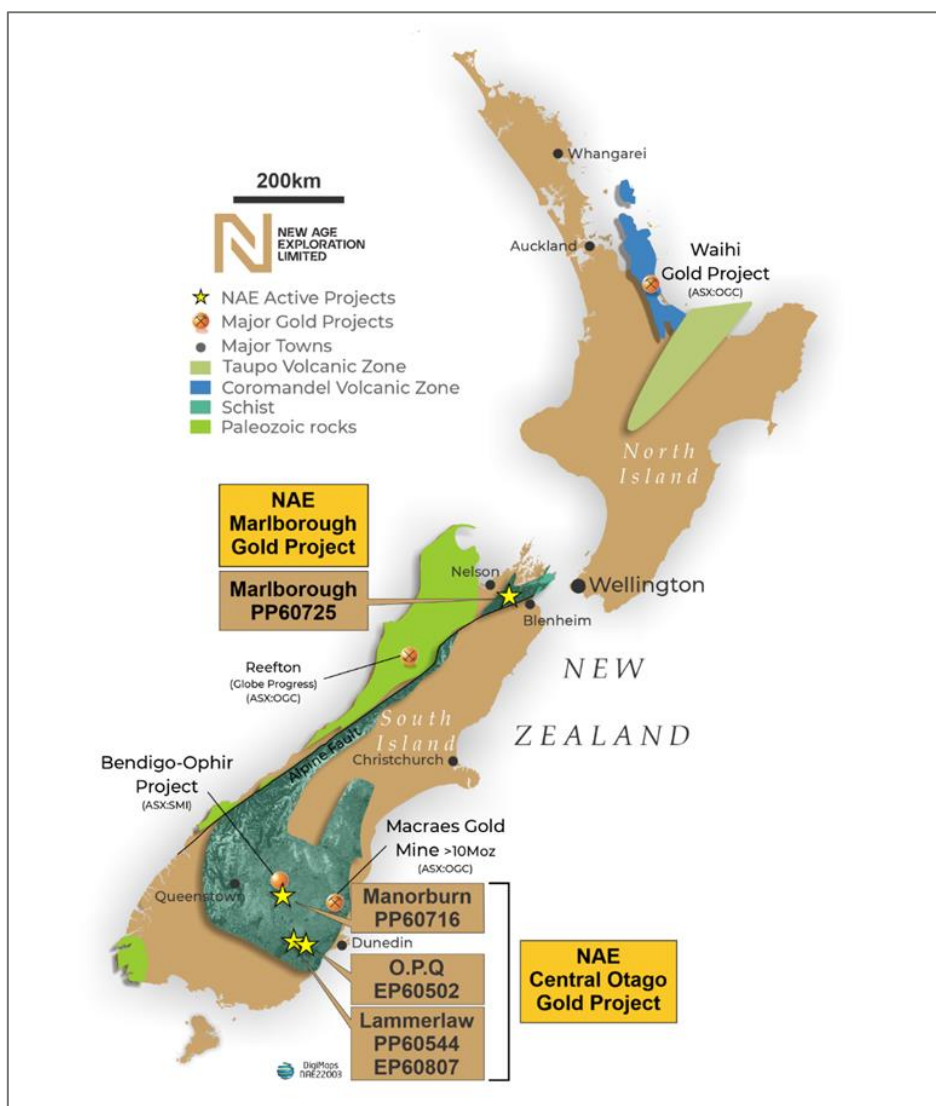 Whangarei
200km
NEW AGE
EXPLORATION
LIMITED
Auckland
Waihi
Gold Project
(ASX:OGC)
NAE Active Projects
Major Gold Projects
Major Towns
Taupo Volcanic Zone
Coromandel Volcanic Zone
Schist
Paleozoic rocks
North
Island
NAE
Marlborough
Gold Project
Marlborough
PP60725
Nelson
Wellington
Blenheim
Reefton
(Globe Progress)
(ASX:OGC)
NEW
ZEALAND
South
Island
Alpine Fault
Christchurch
Bendigo-Ophir
Project
(ASX:SMI)
Macraes Gold
Mine >10Moz
(ASX:OGC)
Queenstown
Manorburn
PP60716
Dunedin
O.P.Q
EP60502
Lammerlaw
PP60544
EP60807
NAE
Central Otago
Gold Project
DigiMaps
NAE22003